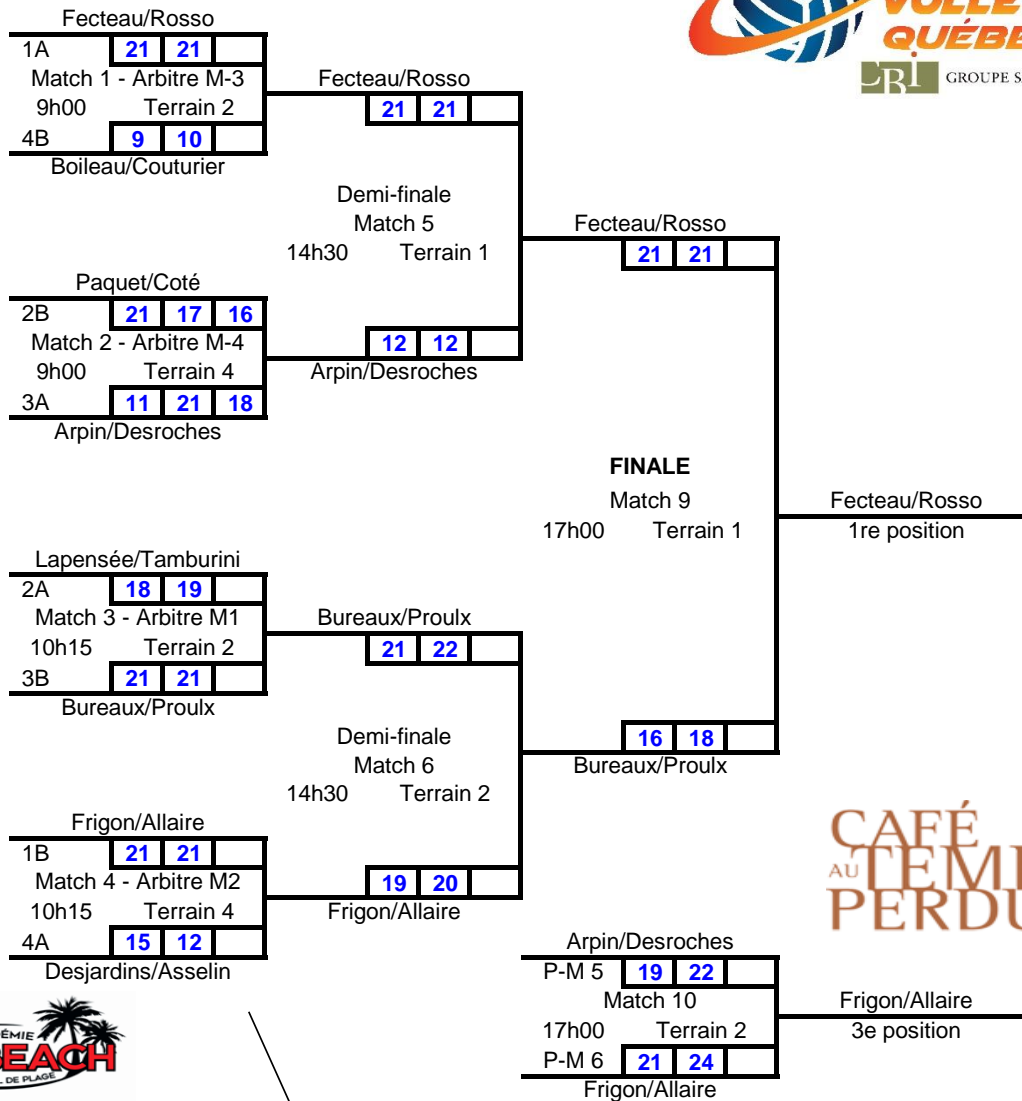 Fecteau/Rosso
1A 21 21
Match 1 - Arbitre M-3
9h00 Terrain 2
4B 9 10
Boileau/Couturier
Fecteau/Rosso
21 21
Demi-finale
Match 5
14h30 Terrain 1
12 12
Arpin/Desroches
Paquet/Coté
2B 21 17 16
Match 2 - Arbitre M-4
9h00 Terrain 4
3A 11 21 18
Arpin/Desroches
Fecteau/Rosso
21 21
FINALE
Match 9
17h00 Terrain 1
16 18
Bureaux/Proulx
Fecteau/Rosso
1re position
Lapensée/Tamburini
2A 18 19
Match 3 - Arbitre M1
10h15 Terrain 2
3B 21 21
Bureaux/Proulx
Bureaux/Proulx
21 22
Demi-finale
Match 6
14h30 Terrain 2
19 20
Frigon/Allaire
Frigon/Allaire
1B 21 21
Match 4 - Arbitre M2
10h15 Terrain 4
4A 15 12
Desjardins/Asselin
Arpin/Desroches
P-M 5 19 22
Match 10
17h00 Terrain 2
P-M 6 21 24
Frigon/Allaire
Frigon/Allaire
3e position
QUÉBE
GROUPE S
CAFÉ
AU TEM
PERDU
BEACH
DE PLAGE